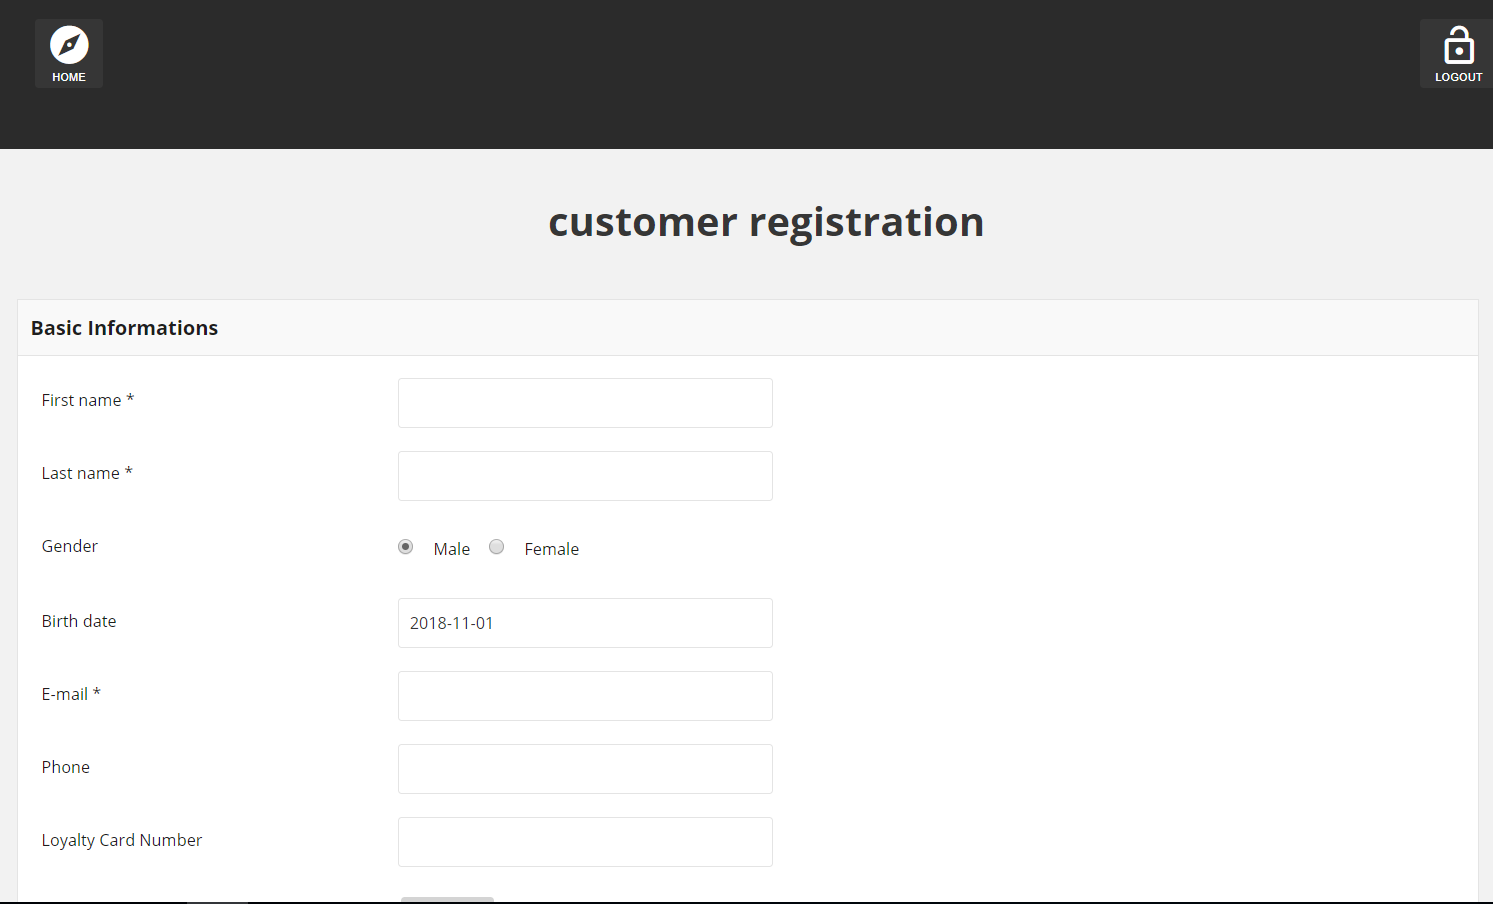 HOME
LOGOUT
customer registration
Basic Informations
First name *
Last name *
Gender
Male Female
Birth date
2018-11-01
E-mail *
Phone
Loyalty Card Number